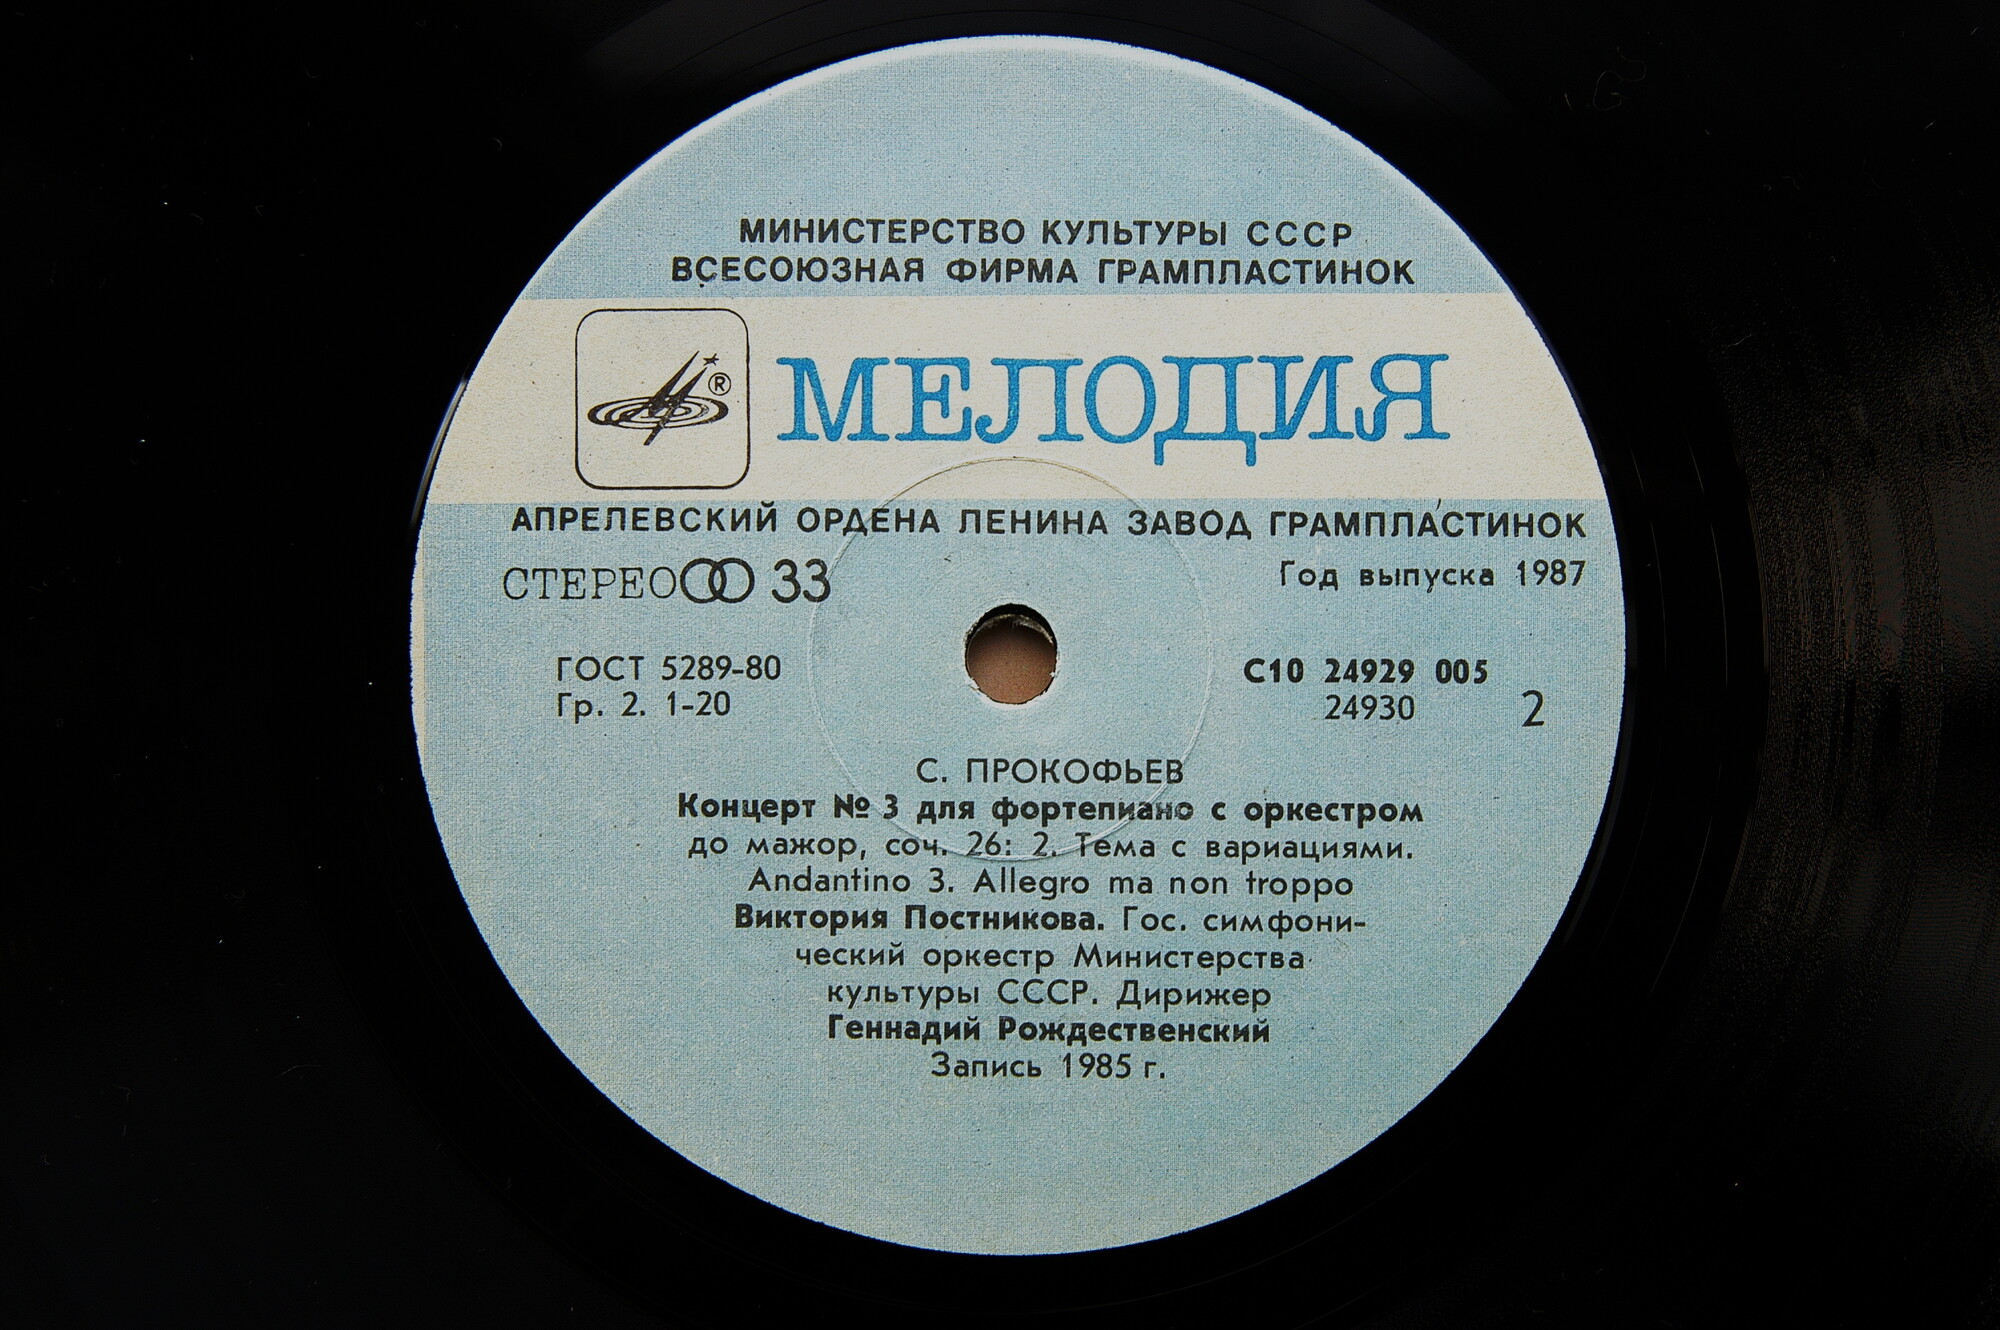 МИНИСТЕРСТВО КУЛЬТУРЫ СССР
ВСЕСОЮЗНАЯ ФИРМА ГРАМПЛАСТИНОК
® МЕЛОДИЯ
АПРЕЛЕВСКИЙ ОРДЕНА ЛЕНИНА ЗАВОД ГРАМПЛАСТИНОК
СТЕРЕО 33 Год выпуска 1987
ГОСТ 5289-80 С10 24929 005
Гр. 2. 1-20 24930 2
С. ПРОКОФЬЕВ
Концерт № 3 для фортепиано с оркестром
до мажор, соч. 26: 2. Тема с вариациями.
Andantino 3. Allegro ma non troppo
Виктория Постникова. Гос. симфони-
ческий оркестр Министерства
культуры СССР. Дирижер
Геннадий Рождественский
Запись 1985 г.